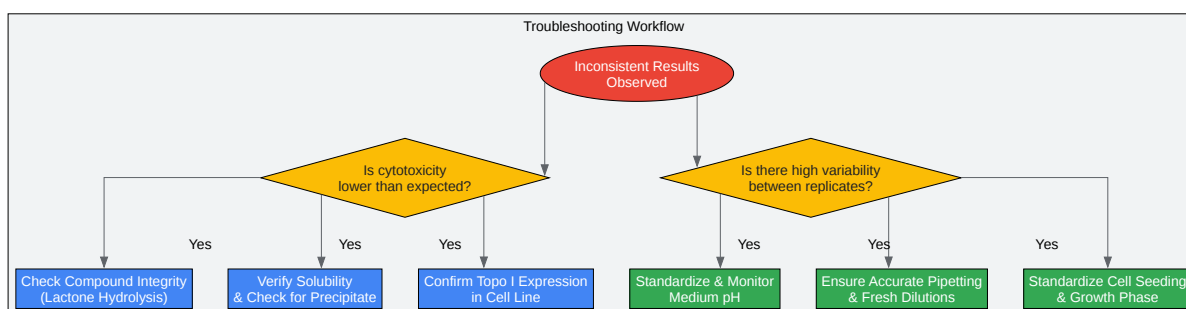 Troubleshooting Workflow
Inconsistent Results
Observed
Is cytotoxicity
lower than expected?
Is there high variability
between replicates?
Yes
Yes
Yes
Yes
Yes
Yes
Check Compound Integrity
(Lactone Hydrolysis)
Verify Solubility
& Check for Precipitate
Confirm Topo I Expression
in Cell Line
Standardize & Monitor
Medium pH
Ensure Accurate Pipetting
& Fresh Dilutions
Standardize Cell Seeding
& Growth Phase